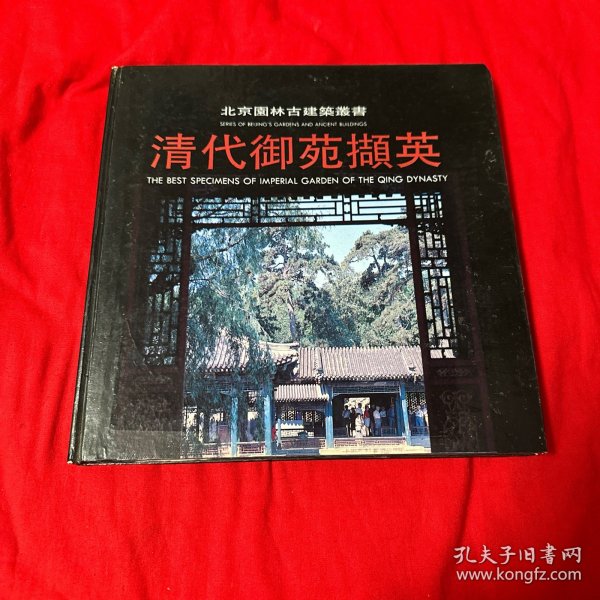 北京園林古建築叢書
SERIES OF BEIJING'S GARDENS AND ANCIENT BUILDINGS
清代御苑擷英
THE BEST SPECIMENS OF IMPERIAL GARDEN OF THE QING DYNASTY
孔夫子旧书网
www.kongfz.com